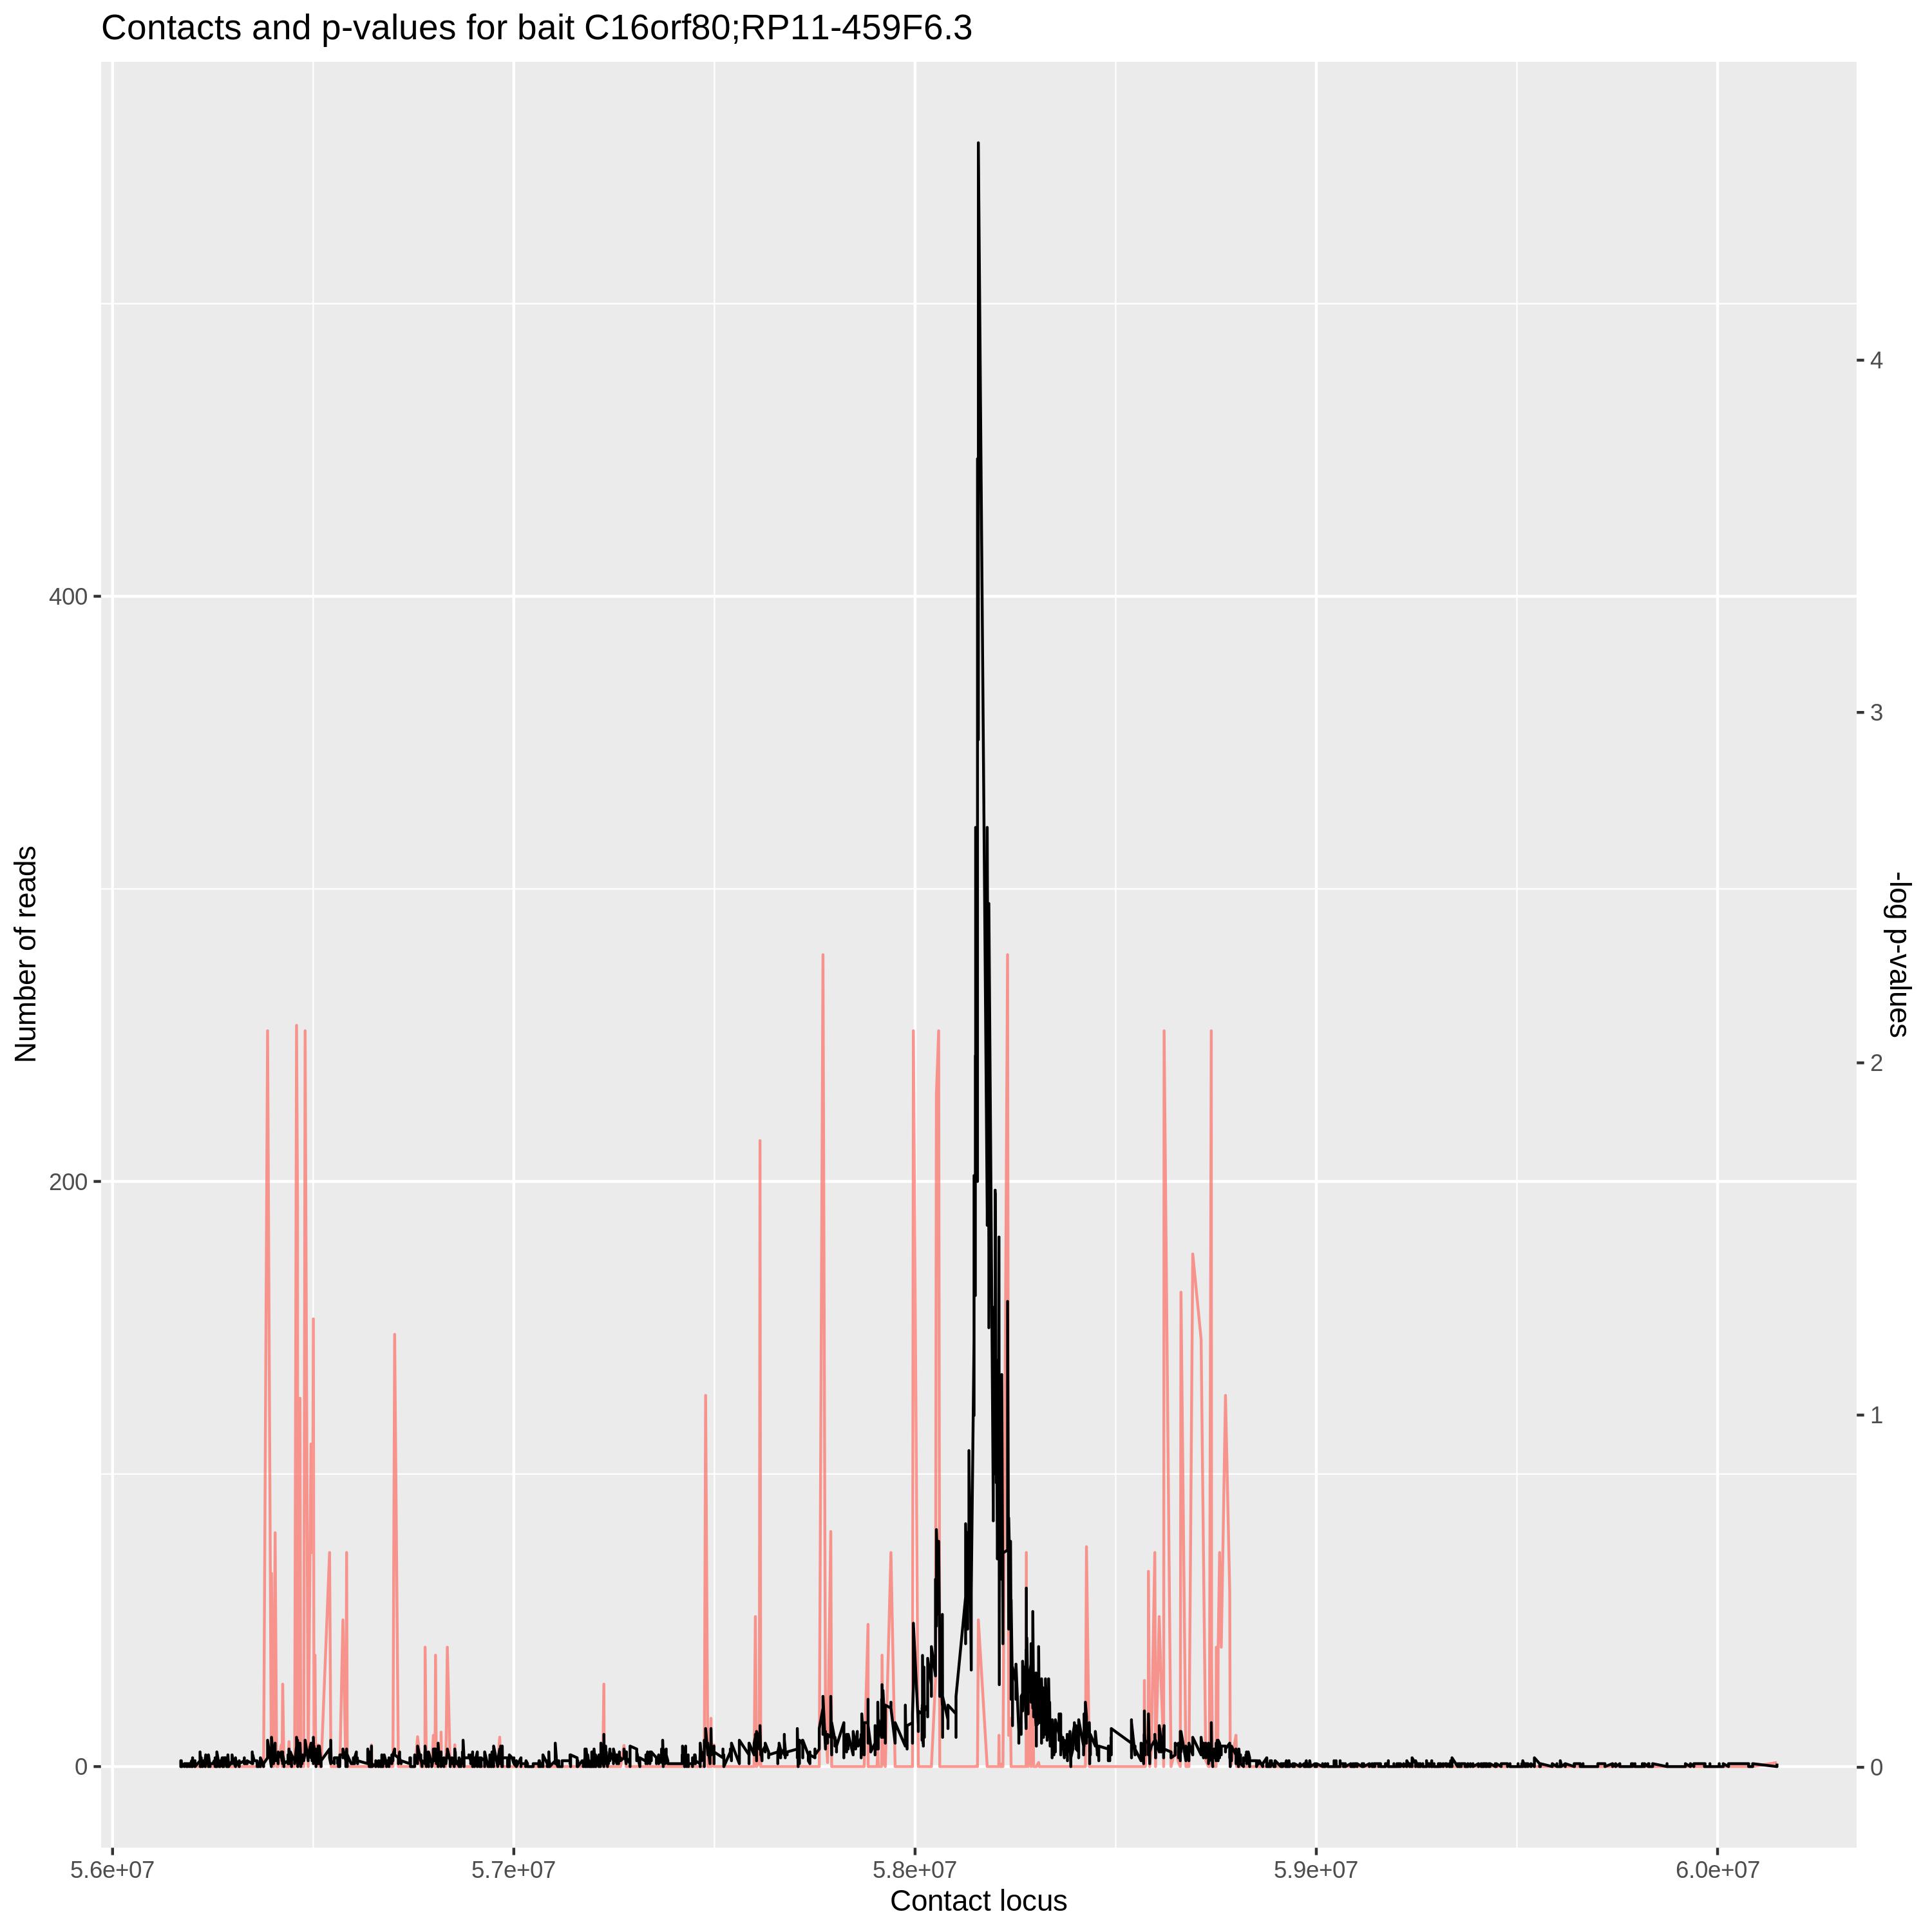 Contacts and p-values for bait C16orf80;RP11-459F6.3
Number of reads
400
200
0
4
3
2
1
0
-log p-values
5.6e+07
5.7e+07
5.8e+07
5.9e+07
6.0e+07
Contact locus